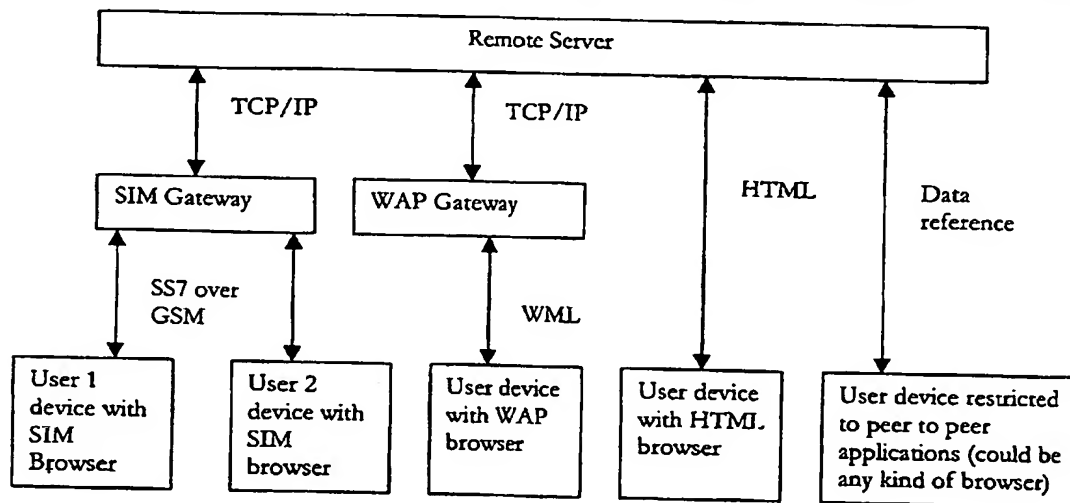 Remote Server
TCP/IP
TCP/IP
SIM Gateway
WAP Gateway
HTML
Data
reference
SS7 over
GSM
WML
User 1
device with
SIM
Browser
User 2
device with
SIM
browser
User device
with WAP
browser
User device
with HTML
browser
User device restricted
to peer to peer
applications (could be
any kind of browser)